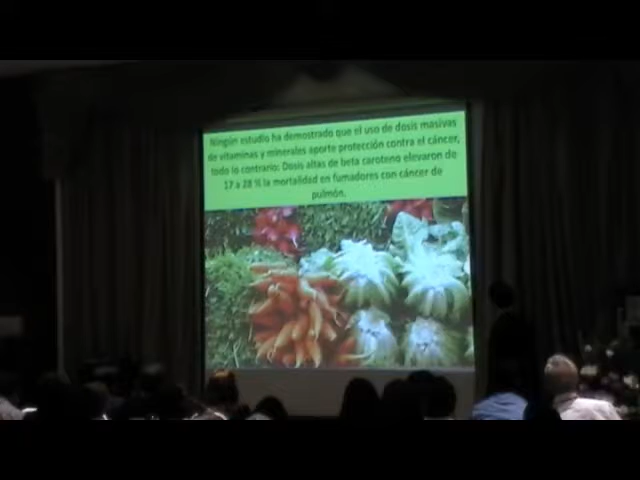 Ningún estudio ha demostrado que el uso de dosis masivas
de vitaminas y minerales aporte protección contra el cáncer,
todo lo contrario: Dosis altas de beta caroteno elevaron de
17 a 28 % la mortalidad en fumadores con cáncer de
pulmón.